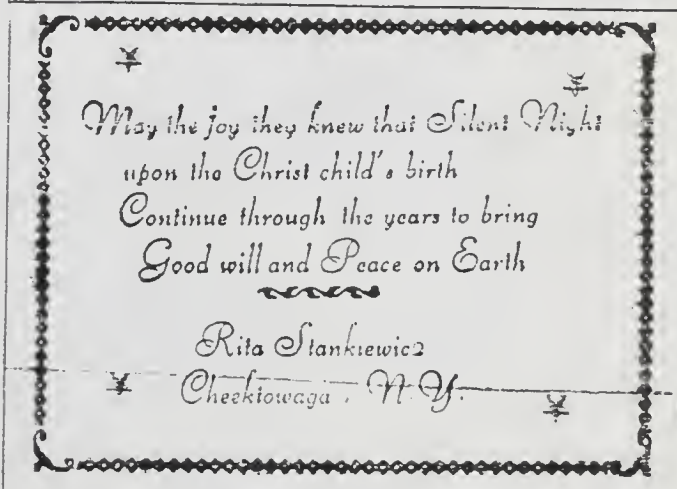 May the joy they knew that Silent Night
upon the Christ child's birth
Continue through the years to bring
Good will and Peace on Earth
Rita Stankiewicz
Cheektowaga, N.Y.